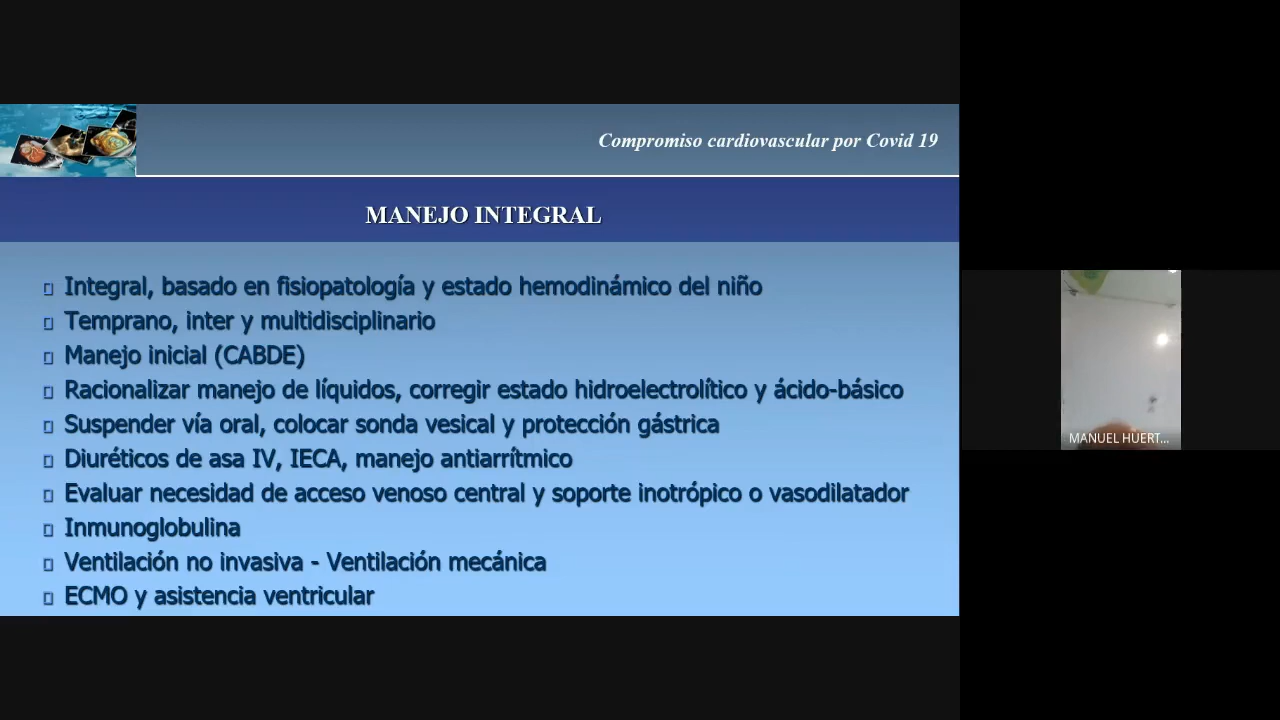 Compromiso cardiovascular por Covid 19
MANEJO INTEGRAL
Integral, basado en fisiopatología y estado hemodinámico del niño
Temprano, inter y multidisciplinario
Manejo inicial (CABDE)
Racionalizar manejo de líquidos, corregir estado hidroelectrolítico y ácido-básico
Suspender vía oral, colocar sonda vesical y protección gástrica
Diuréticos de asa IV, IECA, manejo antiarrítmico
Evaluar necesidad de acceso venoso central y soporte inotrópico o vasodilatador
Inmunoglobulina
Ventilación no invasiva - Ventilación mecánica
ECMO y asistencia ventricular
MANUEL HUERT...